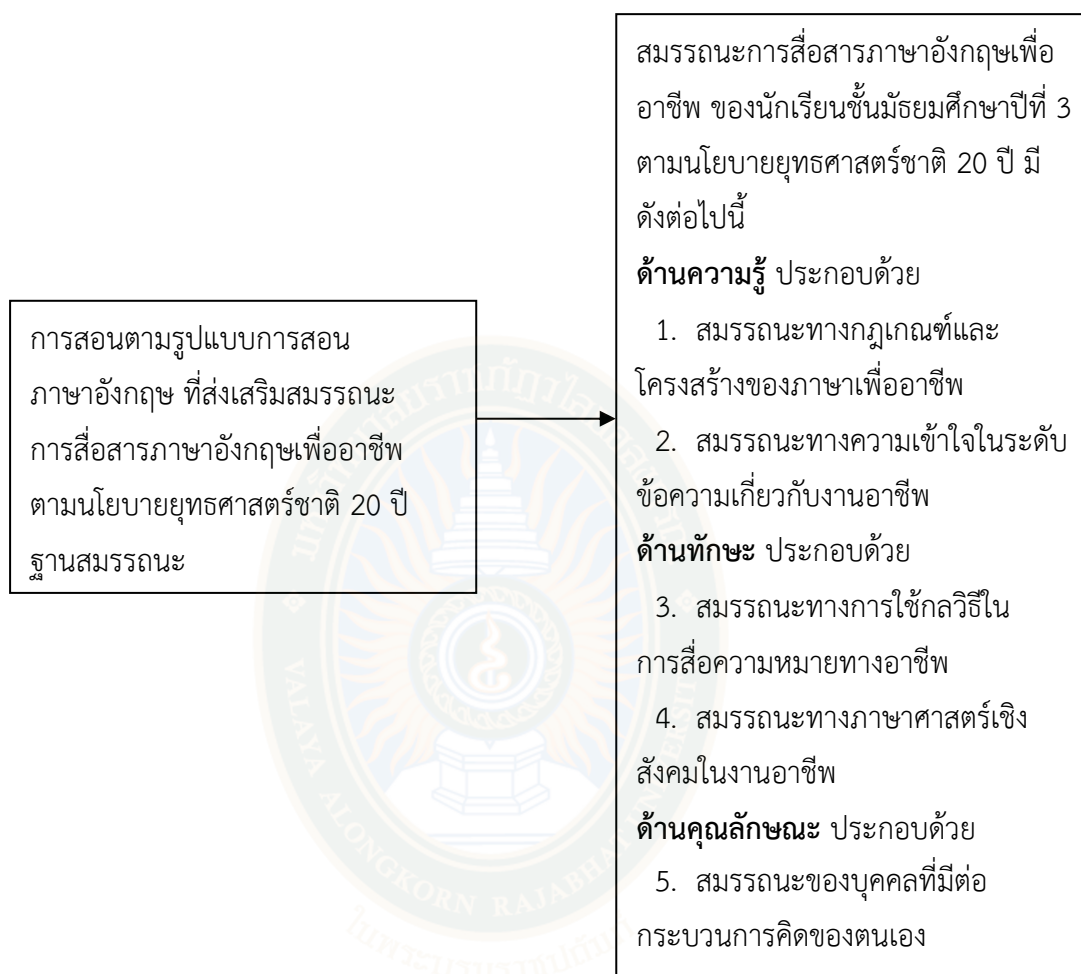 การสอนตามรูปแบบการสอน
ภาษาอังกฤษ ที่ส่งเสริมสมรรถนะ
การสื่อสารภาษาอังกฤษเพื่ออาชีพ
ตามนโยบายยุทธศาสตร์ชาติ 20 ปี
ฐานสมรรถนะ
สมรรถนะการสื่อสารภาษาอังกฤษเพื่อ
อาชีพ ของนักเรียนชั้นมัธยมศึกษาปีที่ 3
ตามนโยบายยุทธศาสตร์ชาติ 20 ปี มี
ดังต่อไปนี้
ด้านความรู้ ประกอบด้วย
1. สมรรถนะทางกฎเกณฑ์และ
โครงสร้างของภาษาเพื่ออาชีพ
2. สมรรถนะทางความเข้าใจในระดับ
ข้อความเกี่ยวกับงานอาชีพ
ด้านทักษะ ประกอบด้วย
3. สมรรถนะทางการใช้กลวิธีใน
การสื่อความหมายทางอาชีพ
4. สมรรถนะทางภาษาศาสตร์เชิง
สังคมในงานอาชีพ
ด้านคุณลักษณะ ประกอบด้วย
5. สมรรถนะของบุคคลที่มีต่อ
กระบวนการคิดของตนเอง
VALAYA ALONGKORN RAJABHAT